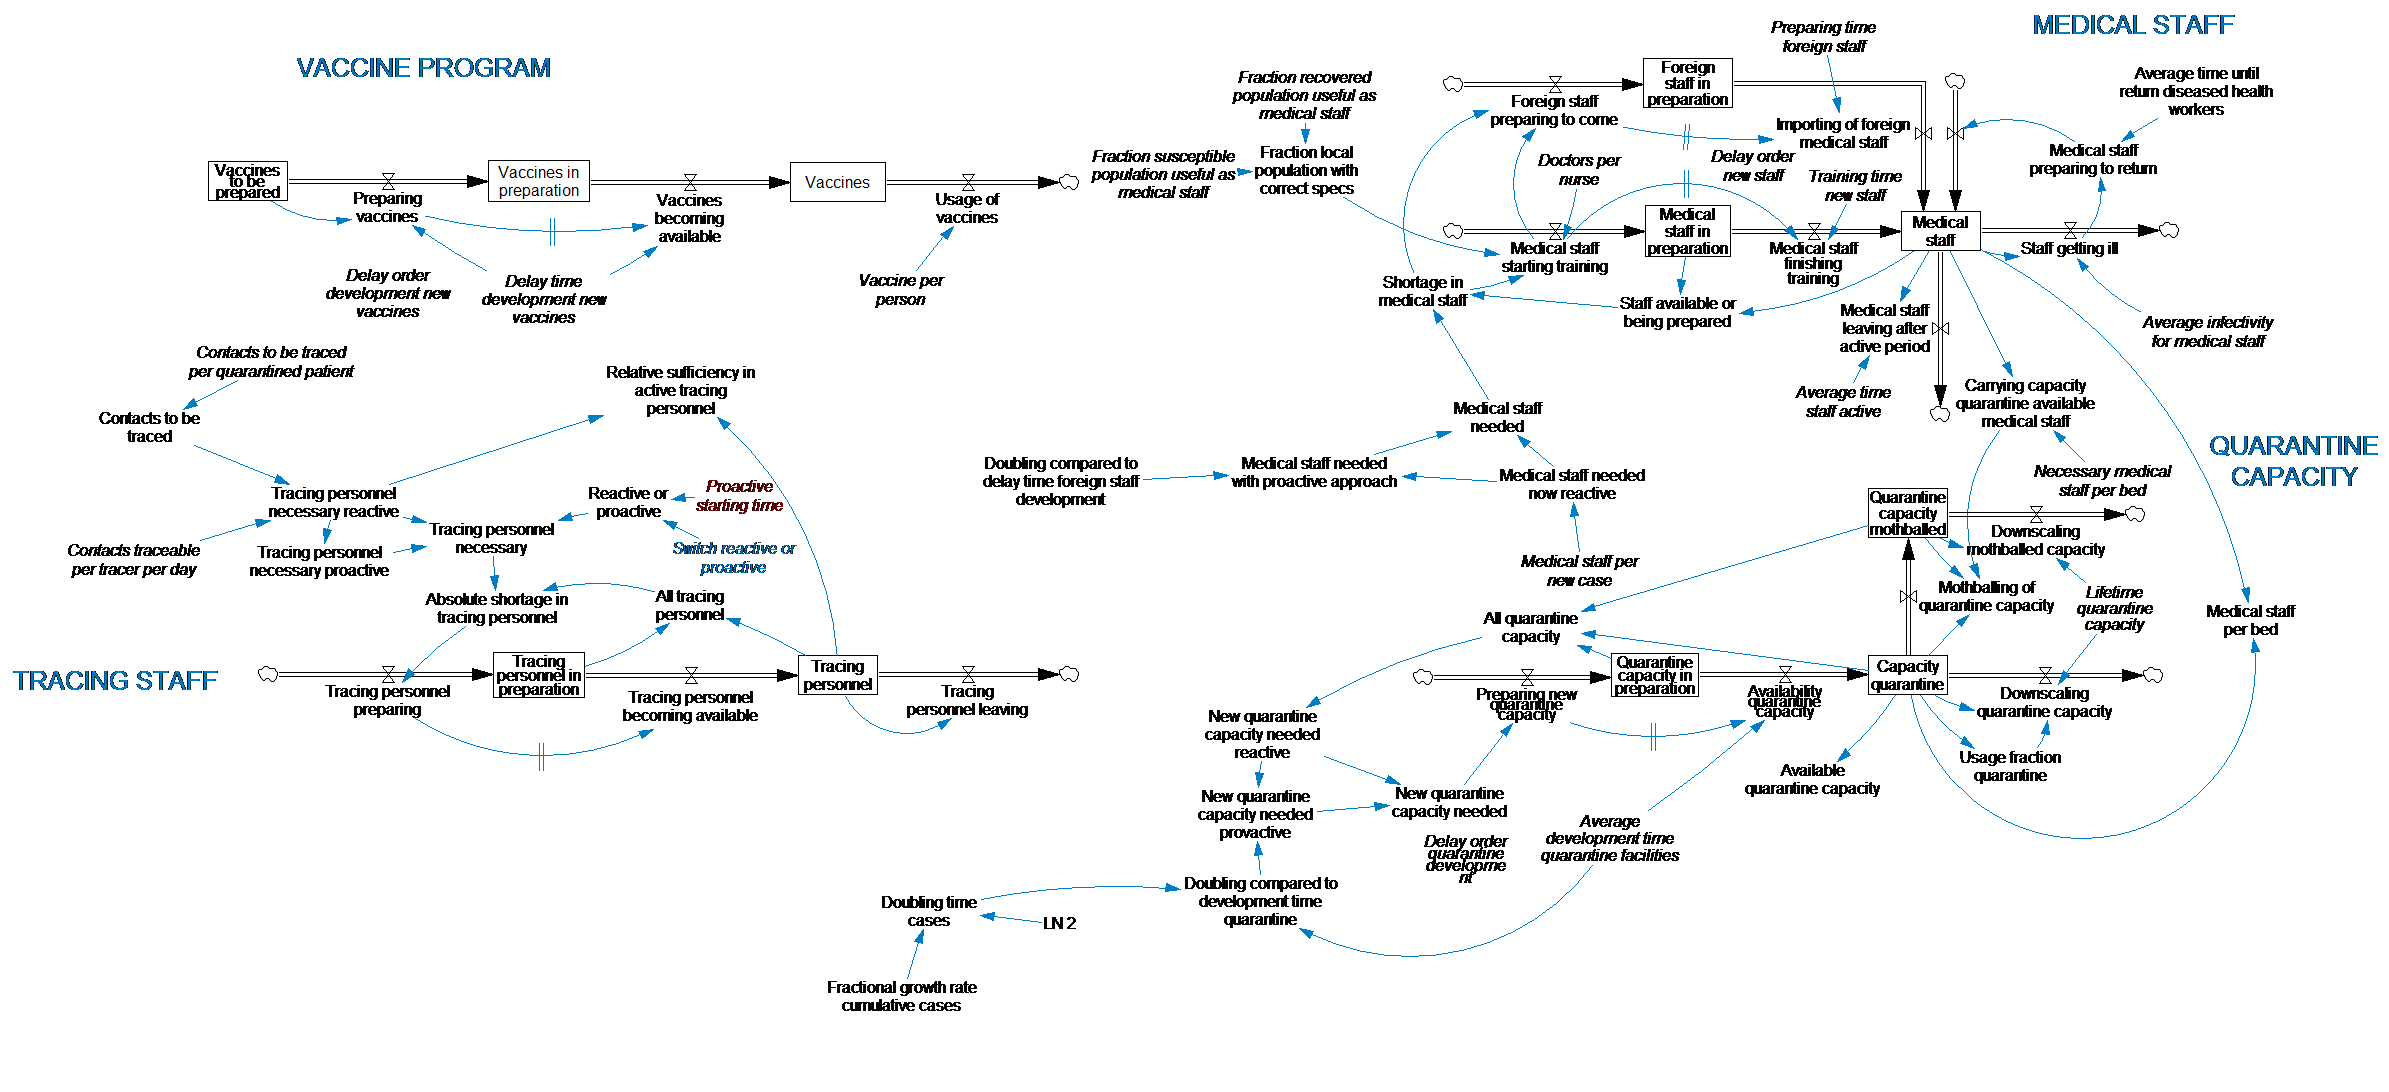 VACCINE PROGRAM
Vaccines
to be
prepared
Vaccines in
preparation
Vaccines
Preparing
vaccines
Vaccines
becoming
available
Usage of
vaccines
Delay order
development new
vaccines
Delay time
development new
vaccines
Vaccine per
person
Contacts to be traced
per quarantined patient
Contacts to be
traced
Relative sufficiency in
active tracing
personnel
Tracing personnel
necessary reactive
Reactive or
proactive
Proactive
starting time
Contacts traceable
per tracer per day
Tracing personnel
necessary proactive
Tracing personnel
necessary
Switch reactive or
proactive
Absolute shortage in
tracing personnel
All tracing
personnel
TRACING STAFF
Tracing
personnel in
preparation
Tracing
personnel
Tracing personnel
preparing
Tracing personnel
becoming available
Tracing
personnel leaving
MEDICAL STAFF
Preparing time
foreign staff
Fraction recovered
population useful as
medical staff
Foreign
staff in
preparation
Average time until
return diseased health
workers
Foreign staff
preparing to come
Importing of foreign
medical staff
Fraction susceptible
population useful as
medical staff
Fraction local
population with
correct specs
Doctors per
nurse
Delay order
new staff
Training time
new staff
Medical staff
preparing to return
Medical
staff in
preparation
Medical
staff
Medical staff
starting training
Medical staff
finishing
training
Staff getting ill
Shortage in
medical staff
Staff available or
being prepared
Medical staff
leaving after
active period
Average infectivity
for medical staff
Average time
staff active
Carrying capacity
quarantine available
medical staff
Medical staff
needed
QUARANTINE
CAPACITY
Doubling compared to
delay time foreign staff
development
Medical staff needed
with proactive approach
Medical staff needed
now reactive
Necessary medical
staff per bed
Quarantine
capacity
mothballed
Downscaling
mothballed capacity
Medical staff per
new case
Mothballing of
quarantine capacity
Lifetime
quarantine
capacity
Medical staff
per bed
All quarantine
capacity
Quarantine
capacity in
preparation
Capacity
quarantine
Preparing new
quarantine
capacity
Availability
quarantine
capacity
Downscaling
quarantine capacity
New quarantine
capacity needed
reactive
Usage fraction
quarantine
Available
quarantine capacity
New quarantine
capacity needed
provactive
New quarantine
capacity needed
Delay order
quarantine
developme
nt
Average
development time
quarantine facilities
Doubling compared to
development time
quarantine
Doubling time
cases
LN 2
Fractional growth rate
cumulative cases